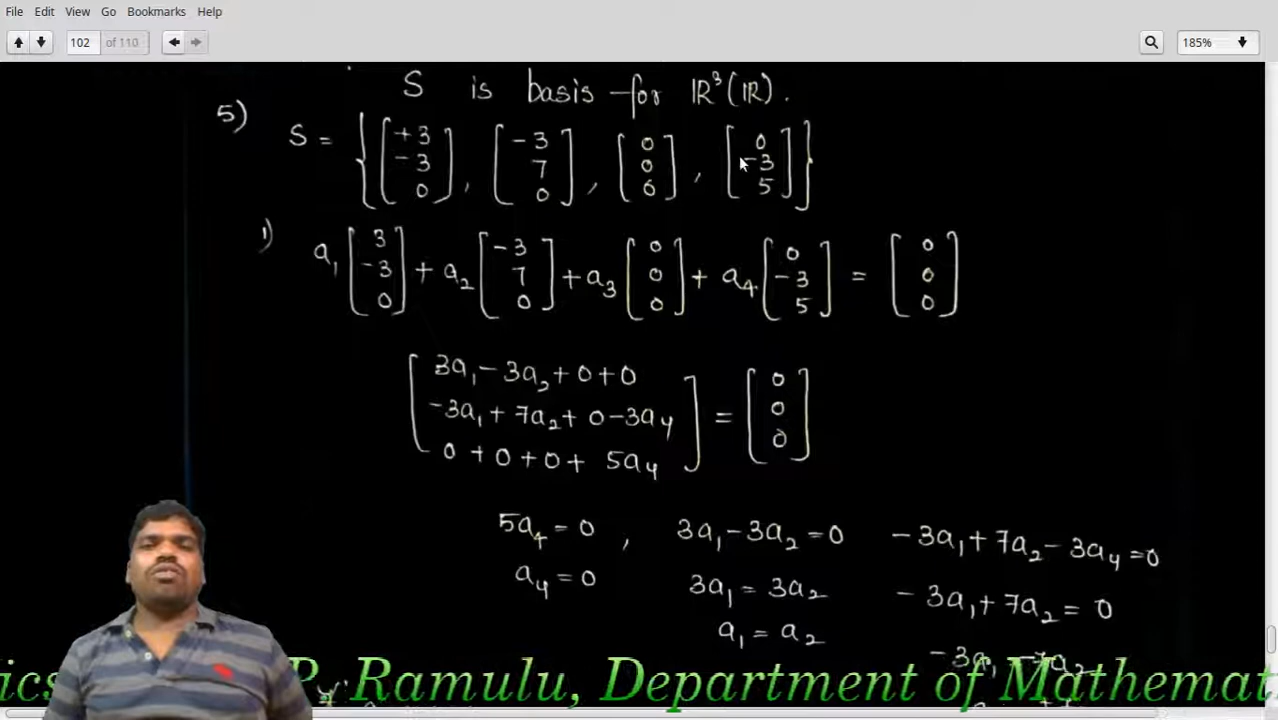 File Edit View Go Bookmarks Help
102 of 110 185%
S is basis for ℝ³(ℝ).
5) S = { [+3 -3 0], [-3 7 0], [0 0 0], [0 -3 5] }
1) a₁ [3 -3 0] + a₂ [-3 7 0] + a₃ [0 0 0] + a₄ [0 -3 5] = [0 0 0]
[3a₁ - 3a₂ + 0 + 0
-3a₁ + 7a₂ + 0 - 3a₄
0 + 0 + 0 + 5a₄] = [0 0 0]
5a₄ = 0 , 3a₁ - 3a₂ = 0 -3a₁ + 7a₂ - 3a₄ = 0
a₄ = 0 3a₁ = 3a₂ -3a₁ + 7a₂ = 0
a₁ = a₂
P. Ramulu, Department of Mathemat